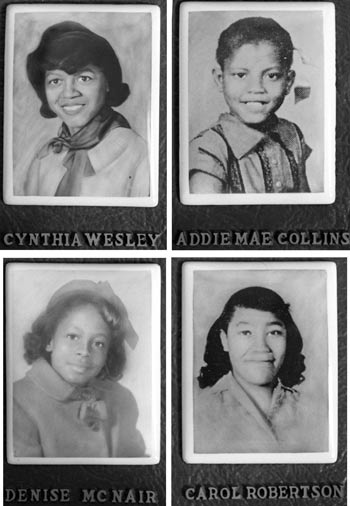 CYNTHIA WESLEY
ADDIE MAE COLLINS
DENISE MCNAIR
CAROL ROBERTSON